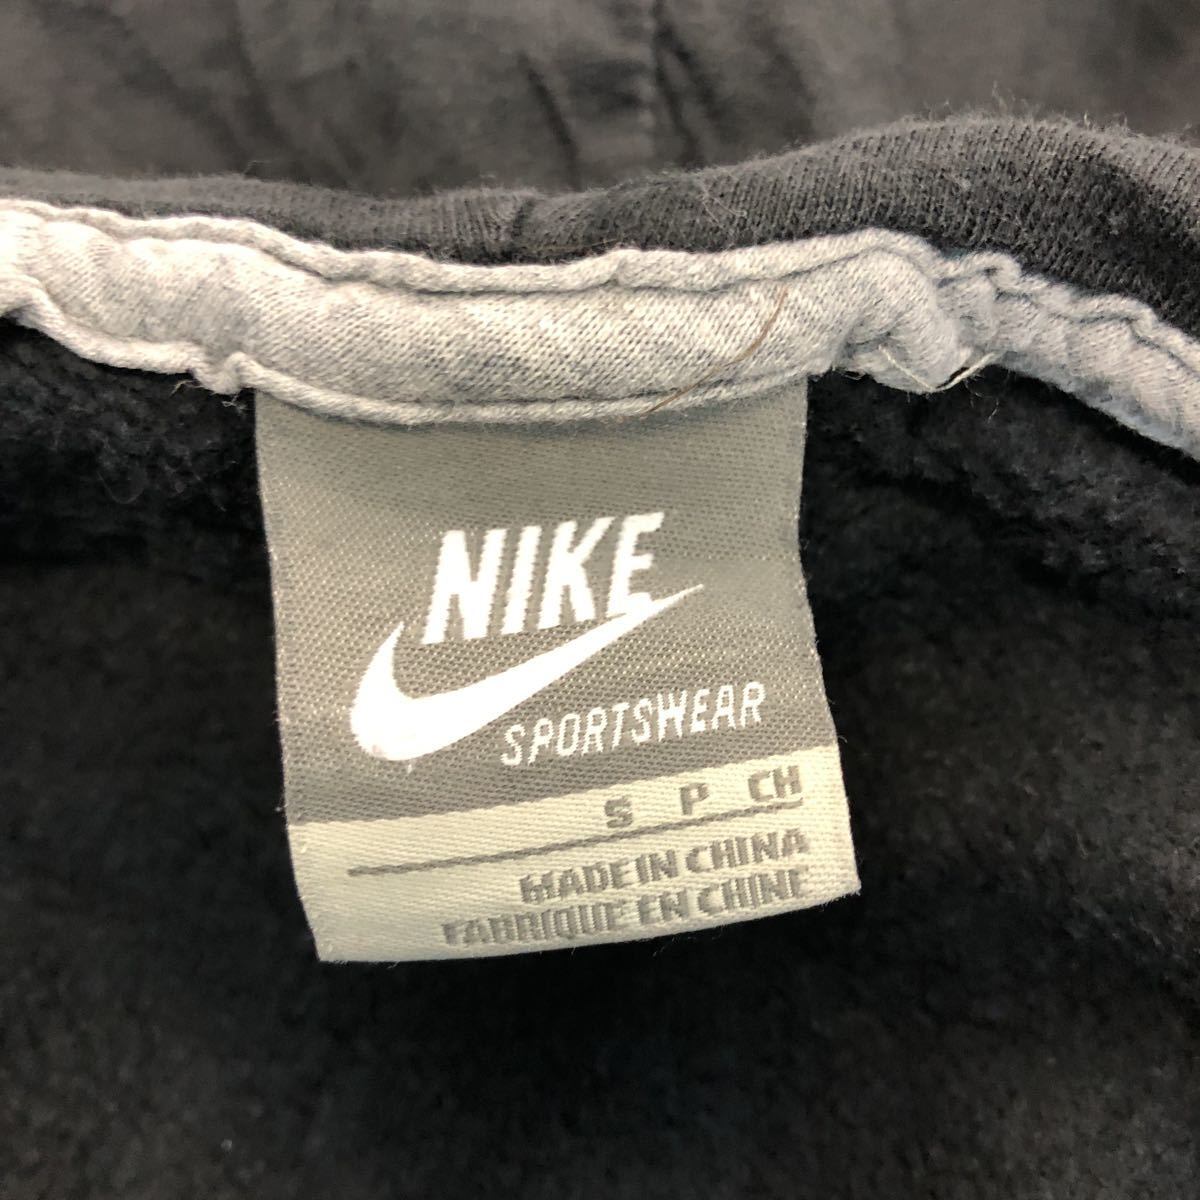 NIKE
SPORTSWEAR
S P CH
MADE IN CHINA
FABRIQUE EN CHINE